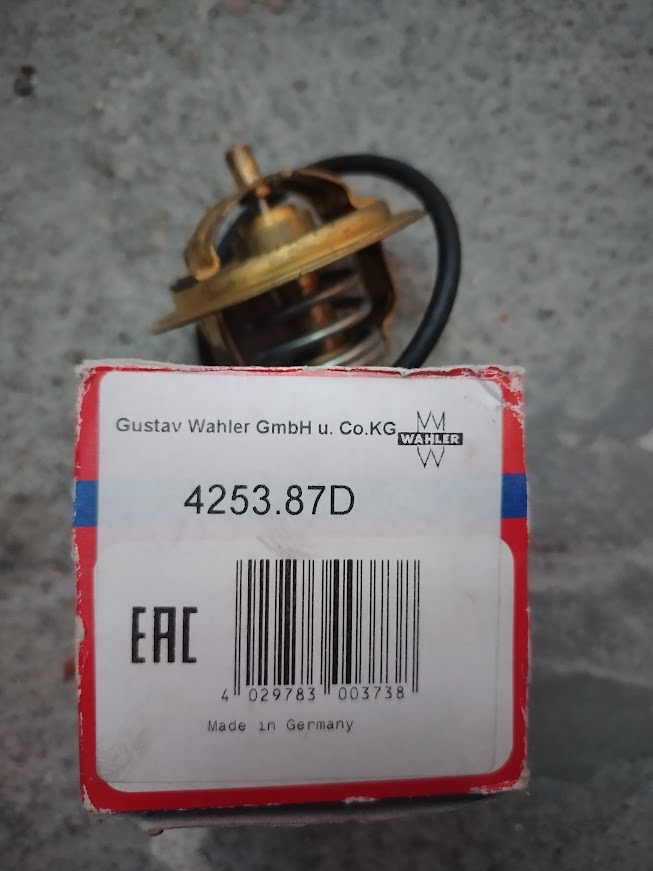 Gustav Wahler GmbH u. Co.KG
WAHLER
4253.87D
EAC
4 029783 003738
Made in Germany